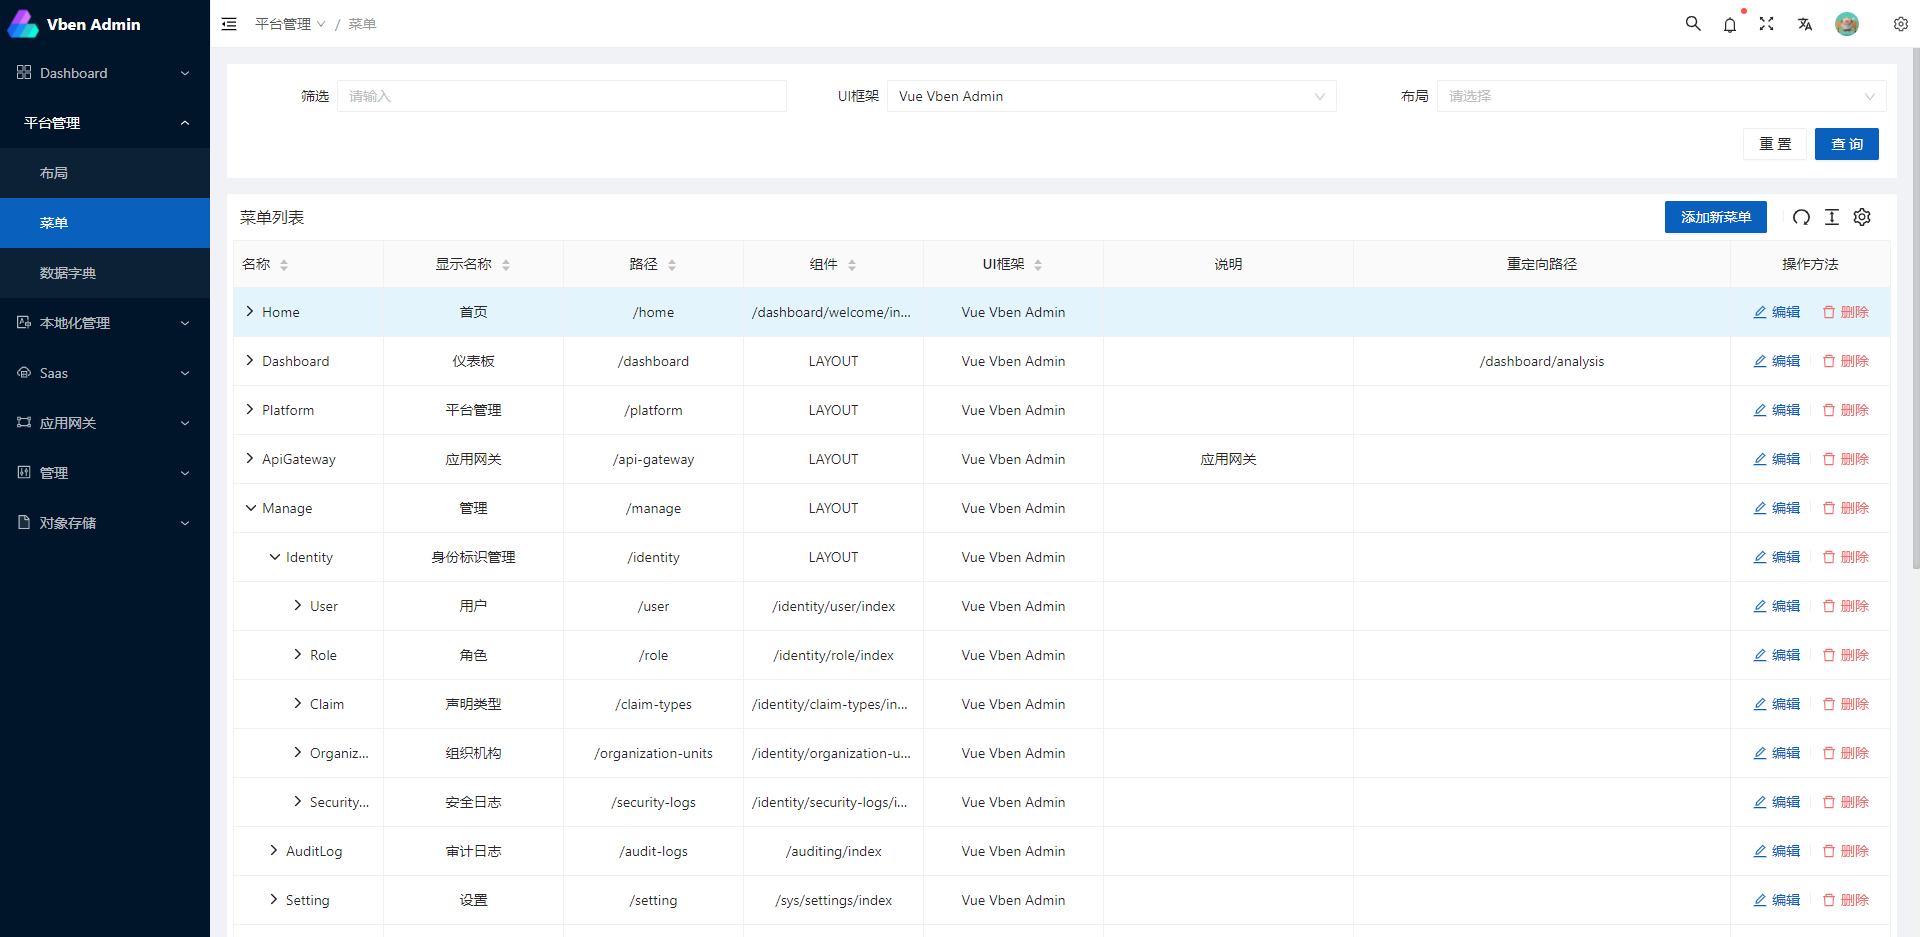 Vben Admin
Dashboard
平台管理
布局
菜单
数据字典
本地化管理
Saas
应用网关
管理
对象存储
平台管理 / 菜单
筛选 请输入 UI框架 Vue Vben Admin 布局 请选择
重置 查询
菜单列表 添加新菜单
名称 显示名称 路径 组件 UI框架 说明 重定向路径 操作方法
Home 首页 /home /dashboard/welcome/in... Vue Vben Admin 编辑 删除
Dashboard 仪表板 /dashboard LAYOUT Vue Vben Admin /dashboard/analysis 编辑 删除
Platform 平台管理 /platform LAYOUT Vue Vben Admin 编辑 删除
ApiGateway 应用网关 /api-gateway LAYOUT Vue Vben Admin 应用网关 编辑 删除
Manage 管理 /manage LAYOUT Vue Vben Admin 编辑 删除
Identity 身份标识管理 /identity LAYOUT Vue Vben Admin 编辑 删除
User 用户 /user /identity/user/index Vue Vben Admin 编辑 删除
Role 角色 /role /identity/role/index Vue Vben Admin 编辑 删除
Claim 声明类型 /claim-types /identity/claim-types/in... Vue Vben Admin 编辑 删除
Organiz... 组织机构 /organization-units /identity/organization-u... Vue Vben Admin 编辑 删除
Security... 安全日志 /security-logs /identity/security-logs/i... Vue Vben Admin 编辑 删除
AuditLog 审计日志 /audit-logs /auditing/index Vue Vben Admin 编辑 删除
Setting 设置 /setting /sys/settings/index Vue Vben Admin 编辑 删除